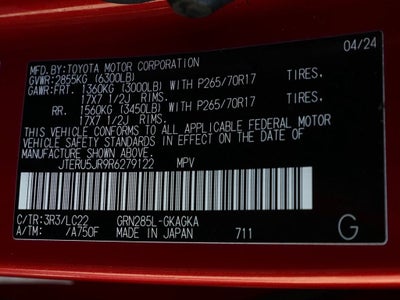 MFD.BY:TOYOTA MOTOR CORPORATION 04/24
GVWR:2855KG (6300LB)
GAWR:FRT. 1360KG (3000LB) WITH P265/70R17 TIRES,
17X7 1/2J RIMS.
RR. 1560KG (3450LB) WITH P265/70R17 TIRES,
17X7 1/2J RIMS.
THIS VEHICLE CONFORMS TO ALL APPLICABLE FEDERAL MOTOR
VEHICLE SAFETY STANDARDS IN EFFECT ON THE DATE OF
MANUFACTURE SHOWN ABOVE.
JTERU5JR9R6279122 MPV
C/TR:3R3/LC22 GRN285L-GKAGKA
A/TM: /A750F MADE IN JAPAN 711
G